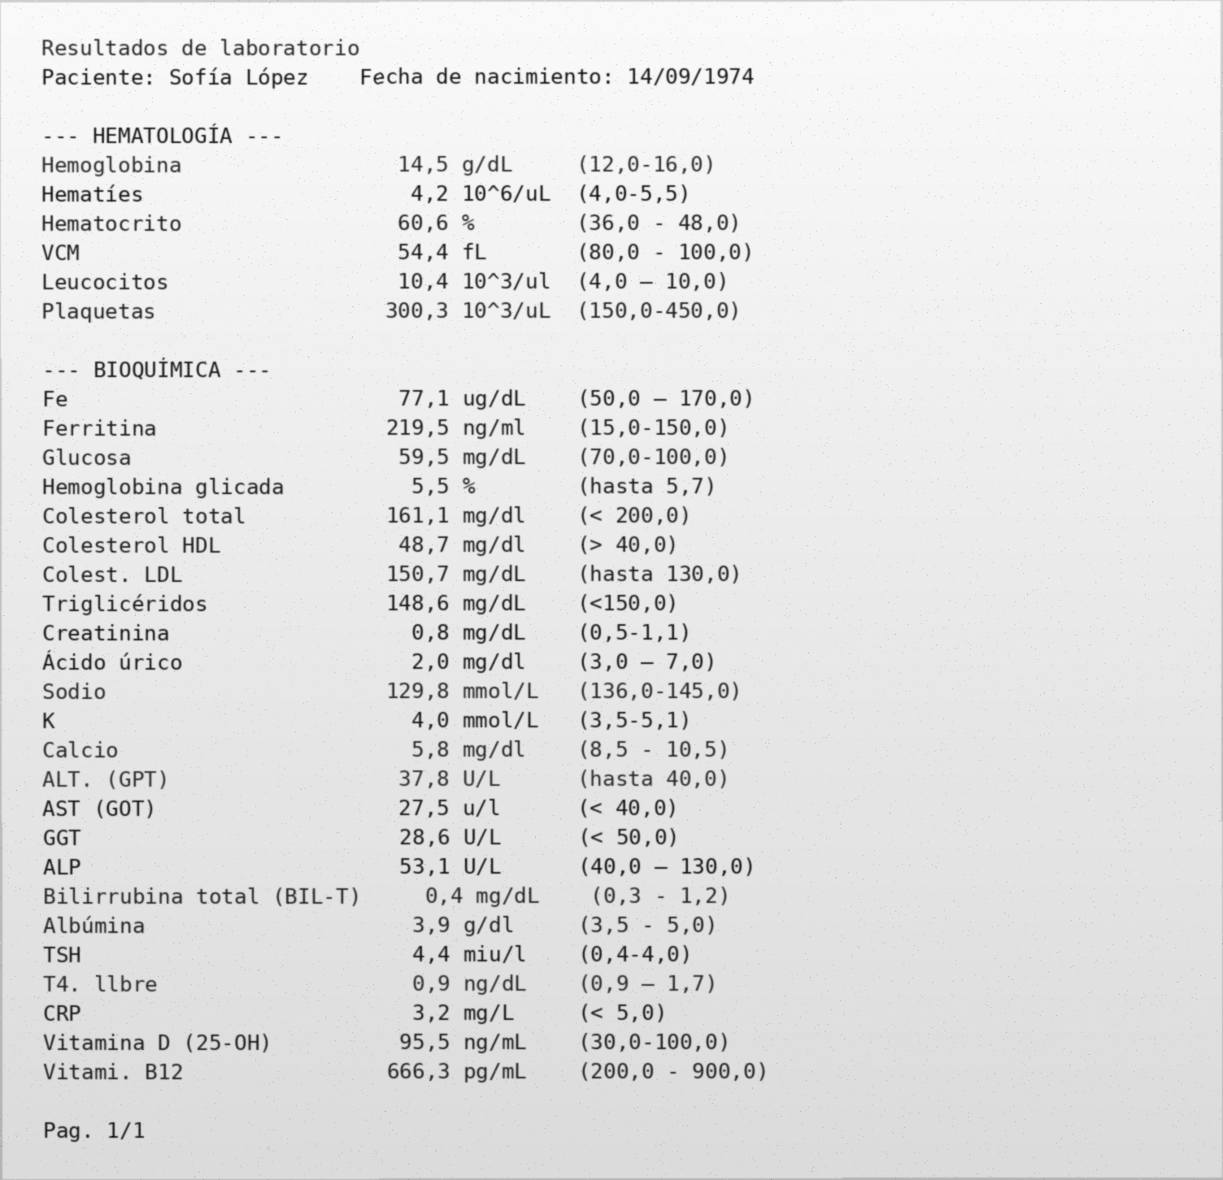 Resultados de laboratorio
Paciente: Sofía López    Fecha de nacimiento: 14/09/1974
--- HEMATOLOGÍA ---
Hemoglobina 14,5 g/dL (12,0-16,0)
Hematíes 4,2 10^6/uL (4,0-5,5)
Hematocrito 60,6 % (36,0 - 48,0)
VCM 54,4 fL (80,0 - 100,0)
Leucocitos 10,4 10^3/ul (4,0 – 10,0)
Plaquetas 300,3 10^3/uL (150,0-450,0)
--- BIOQUÍMICA ---
Fe 77,1 ug/dL (50,0 – 170,0)
Ferritina 219,5 ng/ml (15,0-150,0)
Glucosa 59,5 mg/dL (70,0-100,0)
Hemoglobina glicada 5,5 % (hasta 5,7)
Colesterol total 161,1 mg/dl (< 200,0)
Colesterol HDL 48,7 mg/dl (> 40,0)
Colest. LDL 150,7 mg/dL (hasta 130,0)
Triglicéridos 148,6 mg/dL (<150,0)
Creatinina 0,8 mg/dL (0,5-1,1)
Ácido úrico 2,0 mg/dl (3,0 – 7,0)
Sodio 129,8 mmol/L (136,0-145,0)
K 4,0 mmol/L (3,5-5,1)
Calcio 5,8 mg/dl (8,5 - 10,5)
ALT. (GPT) 37,8 U/L (hasta 40,0)
AST (GOT) 27,5 u/l (< 40,0)
GGT 28,6 U/L (< 50,0)
ALP 53,1 U/L (40,0 – 130,0)
Bilirrubina total (BIL-T) 0,4 mg/dL (0,3 - 1,2)
Albúmina 3,9 g/dl (3,5 - 5,0)
TSH 4,4 miu/l (0,4-4,0)
T4. llbre 0,9 ng/dL (0,9 – 1,7)
CRP 3,2 mg/L (< 5,0)
Vitamina D (25-OH) 95,5 ng/mL (30,0-100,0)
Vitami. B12 666,3 pg/mL (200,0 - 900,0)
Pag. 1/1